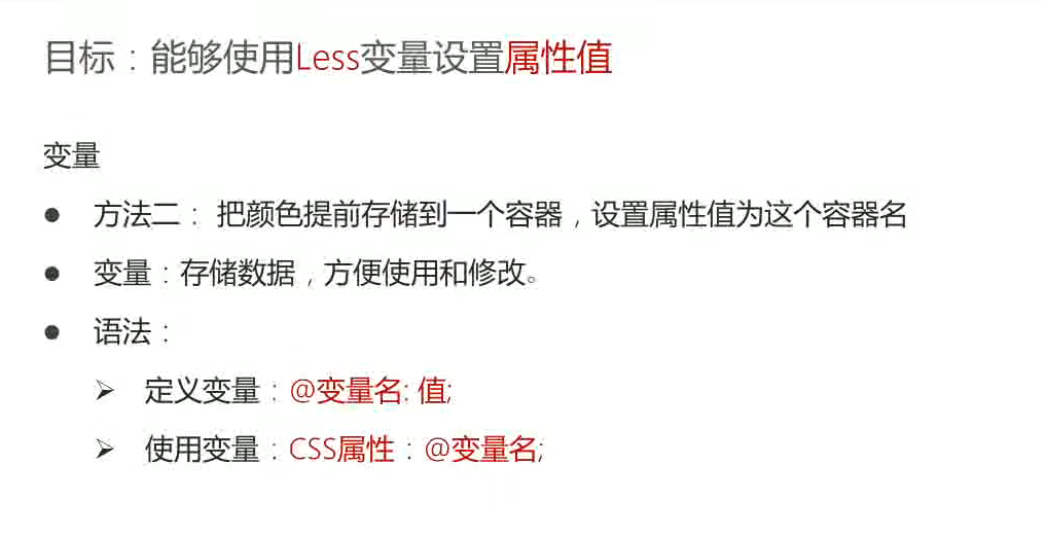 目标：能够使用Less变量设置属性值
变量
● 方法二： 把颜色提前存储到一个容器，设置属性值为这个容器名
● 变量：存储数据，方便使用和修改。
● 语法：
➢ 定义变量：@变量名: 值;
➢ 使用变量：CSS属性：@变量名;